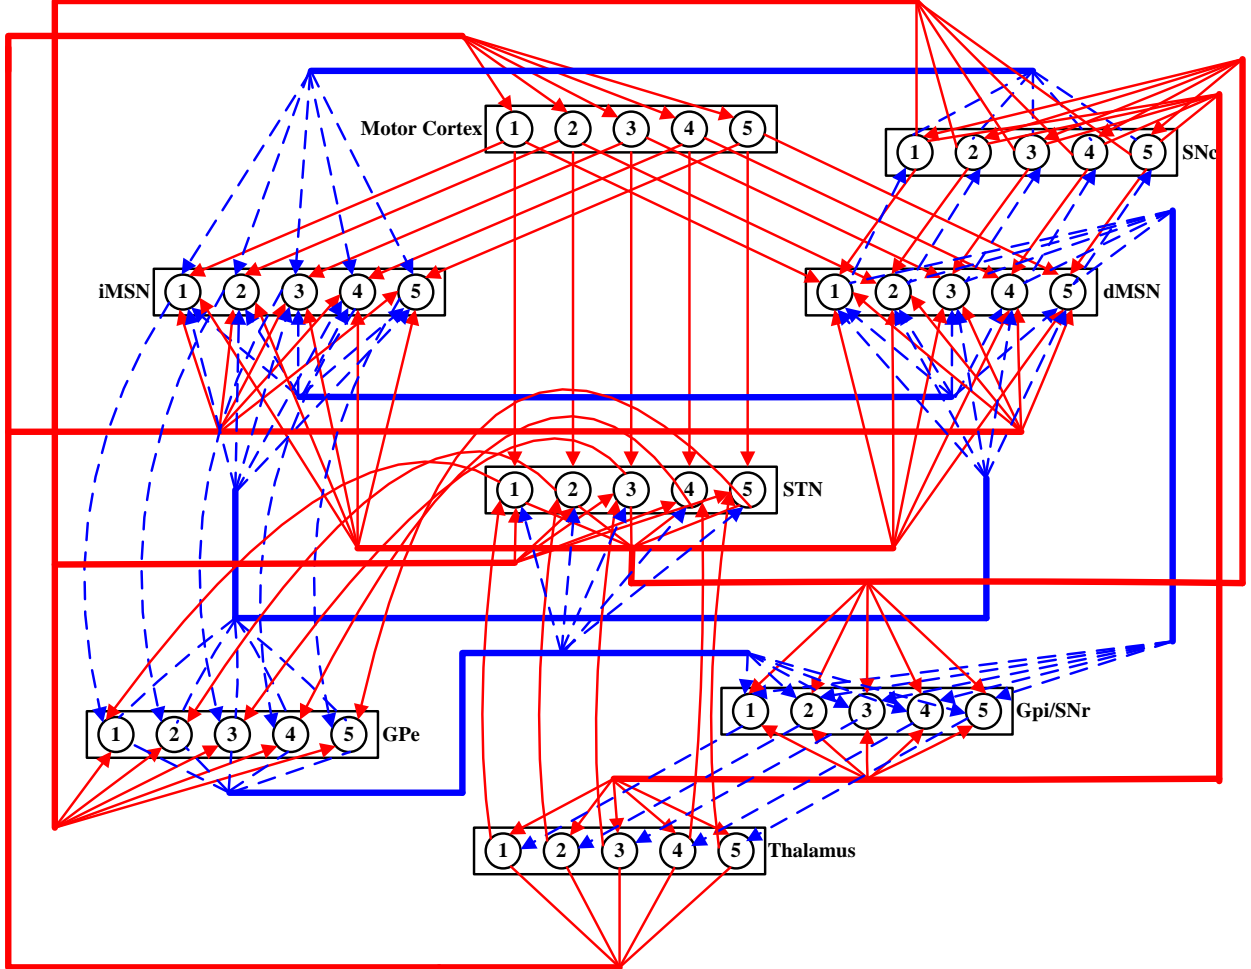 Motor Cortex 1 2 3 4 5
1 2 3 4 5 SNc
iMSN 1 2 3 4 5
1 2 3 4 5 dMSN
1 2 3 4 5 STN
1 2 3 4 5 Gpi/SNr
1 2 3 4 5 GPe
1 2 3 4 5 Thalamus